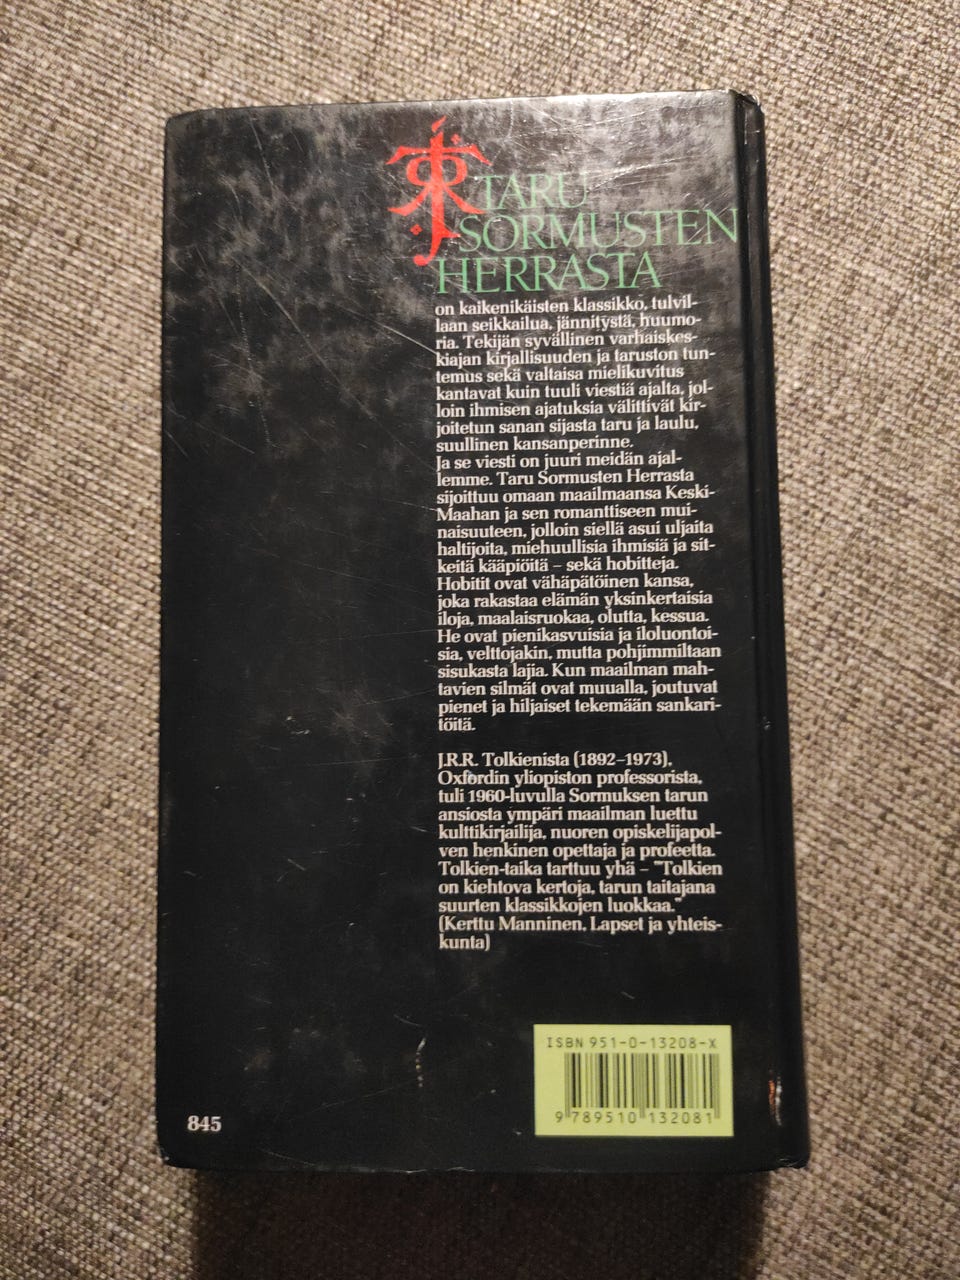 TARU
SORMUSTEN
HERRASTA
on kaikenikäisten klassikko, tulvil-
laan seikkailua, jännitystä, huumo-
ria. Tekijän syvällinen varhaiskes-
kiajan kirjallisuuden ja taruston tun-
temus sekä valtaisa mielikuvitus
kantavat kuin tuuli viestiä ajalta, jol-
loin ihmisen ajatuksia välittivät kir-
joitetun sanan sijasta taru ja laulu,
suullinen kansanperinne.
Ja se viesti on juuri meidän ajal-
lemme. Taru Sormusten Herrasta
sijoittuu omaan maailmaansa Keski-
Maahan ja sen romanttiseen mui-
naisuuteen, jolloin siellä asui uljaita
haltijoita, miehuullisia ihmisiä ja sit-
keitä kääpiöitä – sekä hobitteja.
Hobitit ovat vähäpätöinen kansa,
joka rakastaa elämän yksinkertaisia
iloja, maalaisruokaa, olutta, kessua.
He ovat pienikasvuisia ja iloluontoi-
sia, velttojakin, mutta pohjimmiltaan
sisukasta lajia. Kun maailman mah-
tavien silmät ovat muualla, joutuvat
pienet ja hiljaiset tekemään sankari-
töitä.
J.R.R. Tolkienista (1892–1973),
Oxfordin yliopiston professorista,
tuli 1960-luvulla Sormuksen tarun
ansiosta ympäri maailman luettu
kulttikirjailija, nuoren opiskelijapol-
ven henkinen opettaja ja profeetta.
Tolkien-taika tarttuu yhä – "Tolkien
on kiehtova kertoja, tarun taitajana
suurten klassikkojen luokkaa."
(Kerttu Manninen, Lapset ja yhteis-
kunta)
ISBN 951-0-13208-X
9 789510 132081
845